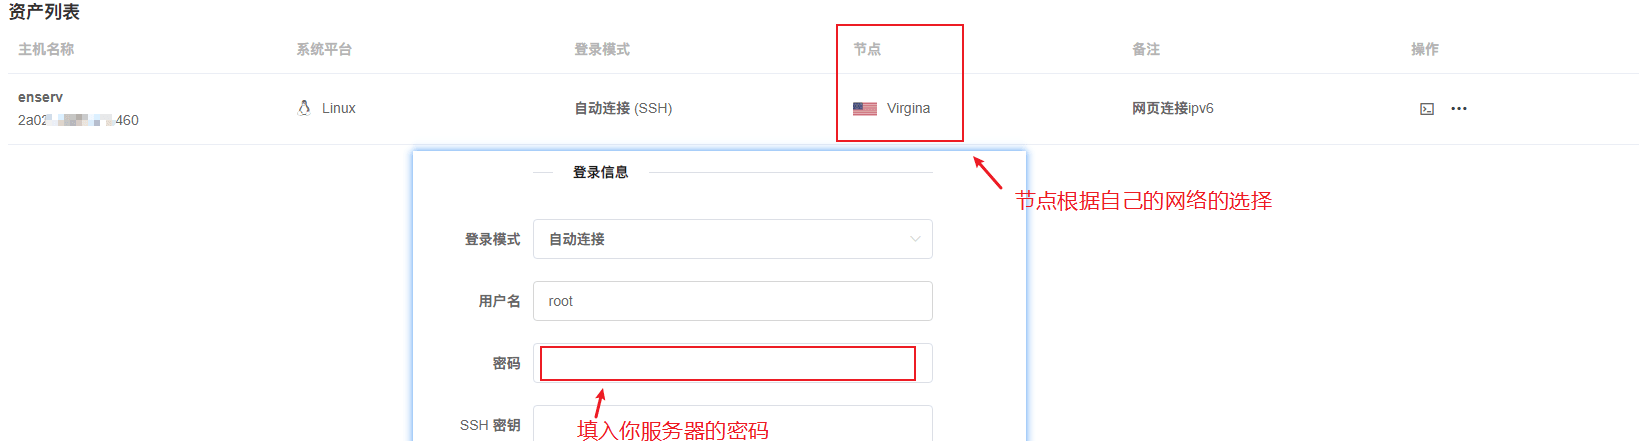 资产列表
主机名称 系统平台 登录模式 节点 备注 操作
enserv
2a02 460
Linux 自动连接 (SSH) Virgina 网页连接ipv6
登录信息
节点根据自己的网络的选择
登录模式 自动连接
用户名 root
密码
SSH 密钥
填入你服务器的密码